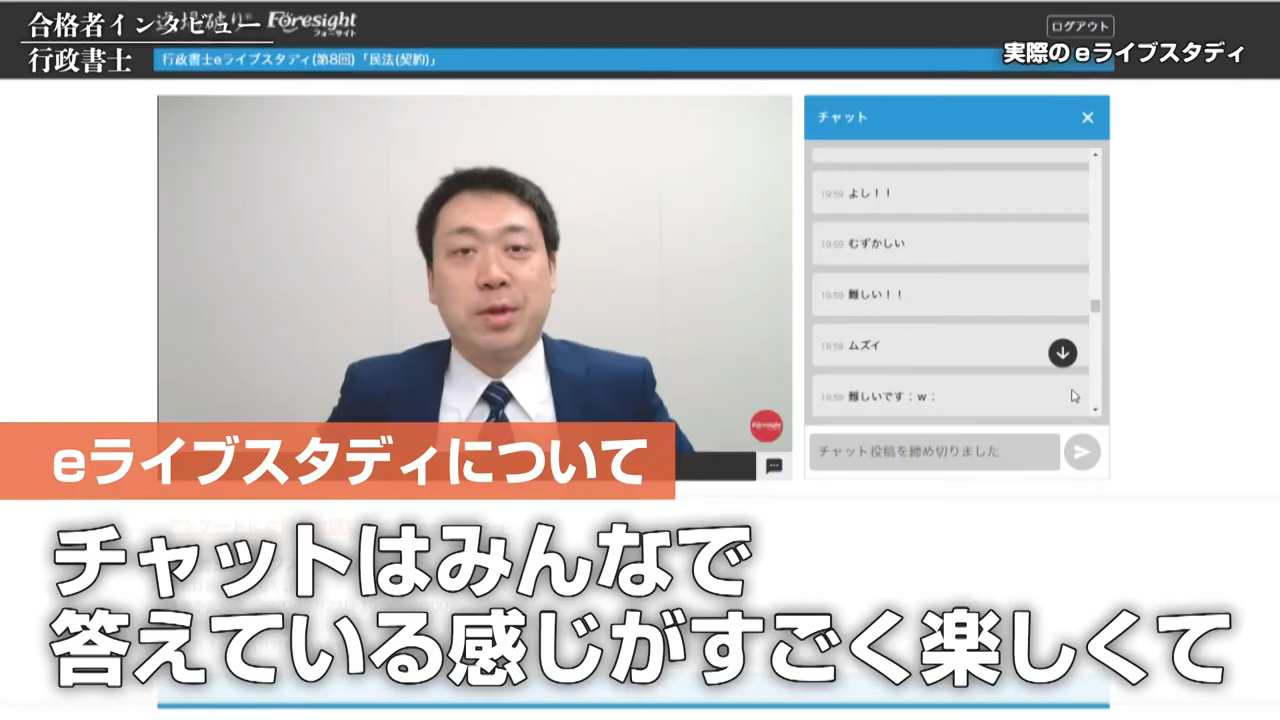 合格者インタビュー
行政書士
道場破り® Foresight
フォーサイト
ログアウト
実際のeライブスタディ
行政書士eライブスタディ(第8回)「民法(契約)」
チャット
19:59 よし！！
19:59 むずかしい
19:59 難しい！！
19:59 ムズイ
19:59 難しいです；ｗ；
チャット投稿を締め切りました
Foresight
eライブスタディについて
チャットはみんなで
答えている感じがすごく楽しくて